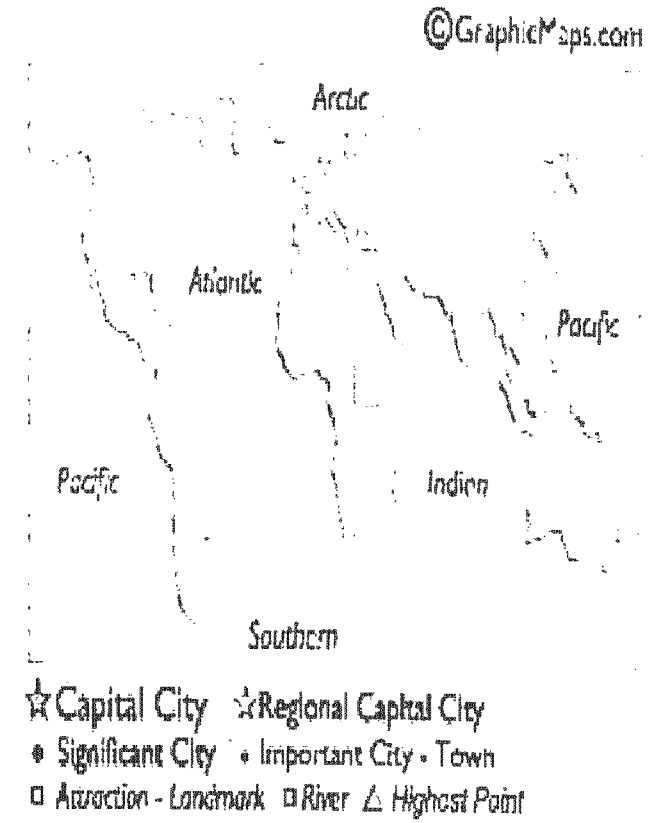 ©GraphicMaps.com
Arctic
Atlantic
Pacific
Pacific
Indian
Southern
Capital City Regional Capital City
Significant City Important City Town
Attraction - Landmark River Highest Point